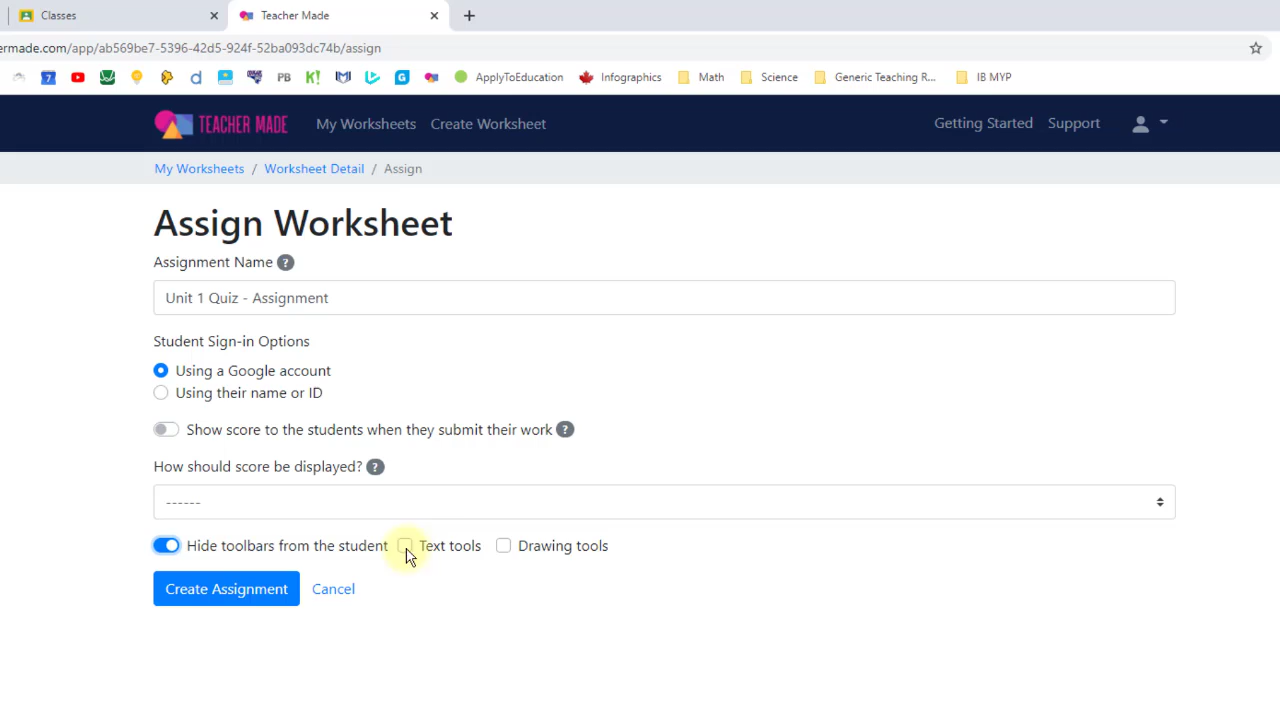 Classes
Teacher Made
ermade.com/app/ab569be7-5396-42d5-924f-52ba093dc74b/assign
7 d PB K! G ApplyToEducation Infographics Math Science Generic Teaching R... IB MYP
TEACHER MADE My Worksheets Create Worksheet Getting Started Support
My Worksheets / Worksheet Detail / Assign
Assign Worksheet
Assignment Name ?
Unit 1 Quiz - Assignment
Student Sign-in Options
Using a Google account
Using their name or ID
Show score to the students when they submit their work ?
How should score be displayed? ?
------
Hide toolbars from the student Text tools Drawing tools
Create Assignment Cancel